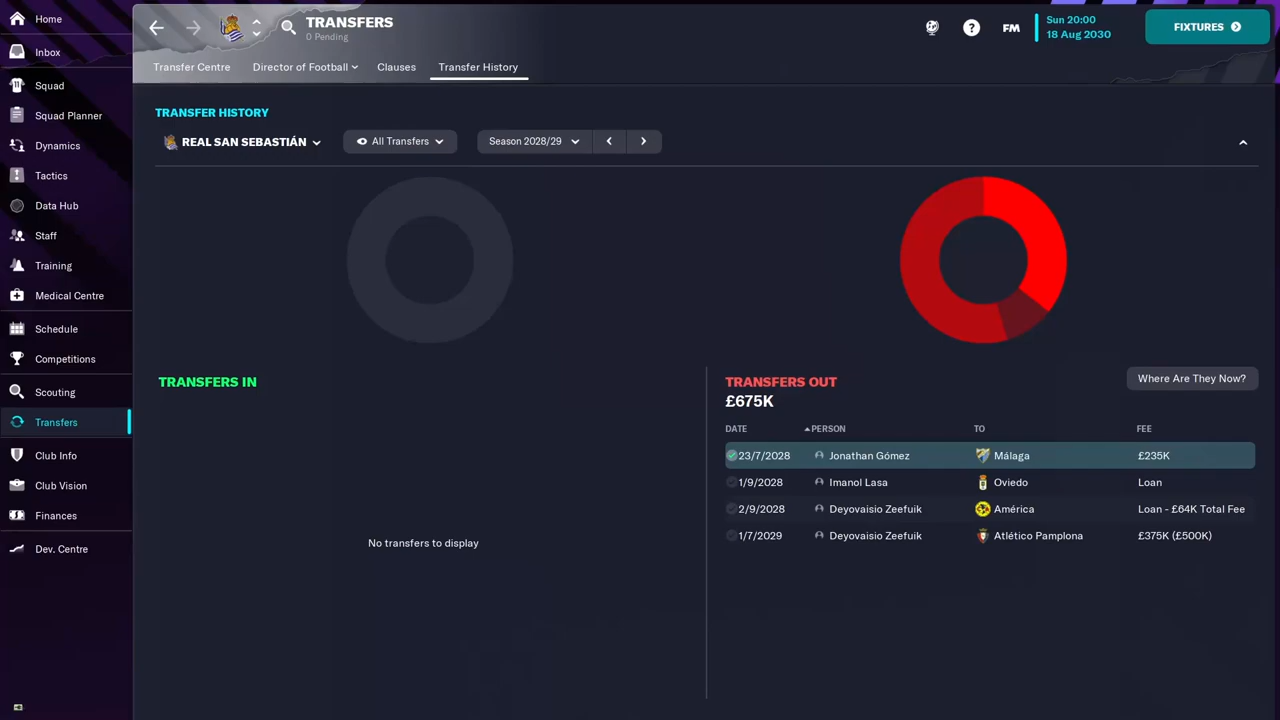 Home
Inbox
Squad
Squad Planner
Dynamics
Tactics
Data Hub
Staff
Training
Medical Centre
Schedule
Competitions
Scouting
Transfers
Club Info
Club Vision
Finances
Dev. Centre
TRANSFERS
0 Pending
?
FM
Sun 20:00
18 Aug 2030
FIXTURES
Transfer Centre
Director of Football
Clauses
Transfer History
TRANSFER HISTORY
REAL SAN SEBASTIÁN
All Transfers
Season 2028/29
TRANSFERS IN
No transfers to display
TRANSFERS OUT
£675K
Where Are They Now?
DATE PERSON TO FEE
23/7/2028 Jonathan Gómez Málaga £235K
1/9/2028 Imanol Lasa Oviedo Loan
2/9/2028 Deyovaisio Zeefuik América Loan - £64K Total Fee
1/7/2029 Deyovaisio Zeefuik Atlético Pamplona £375K (£500K)